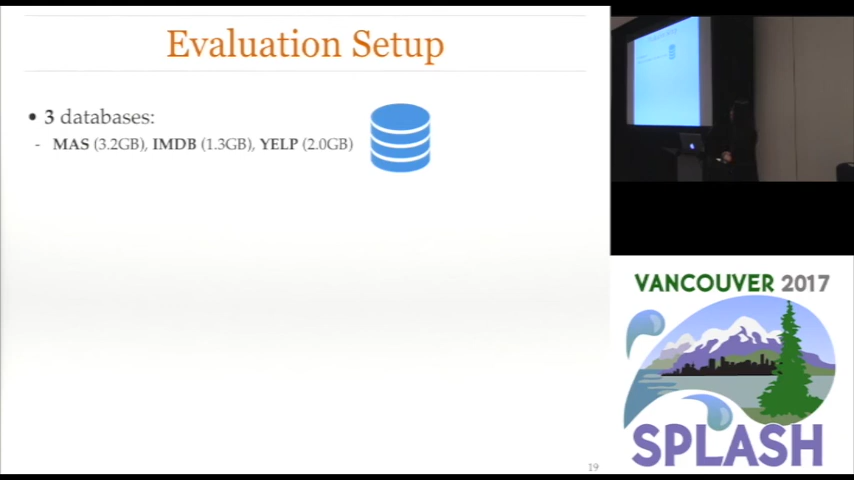 Evaluation Setup
• 3 databases:
- MAS (3.2GB), IMDB (1.3GB), YELP (2.0GB)
19
VANCOUVER 2017
SPLASH